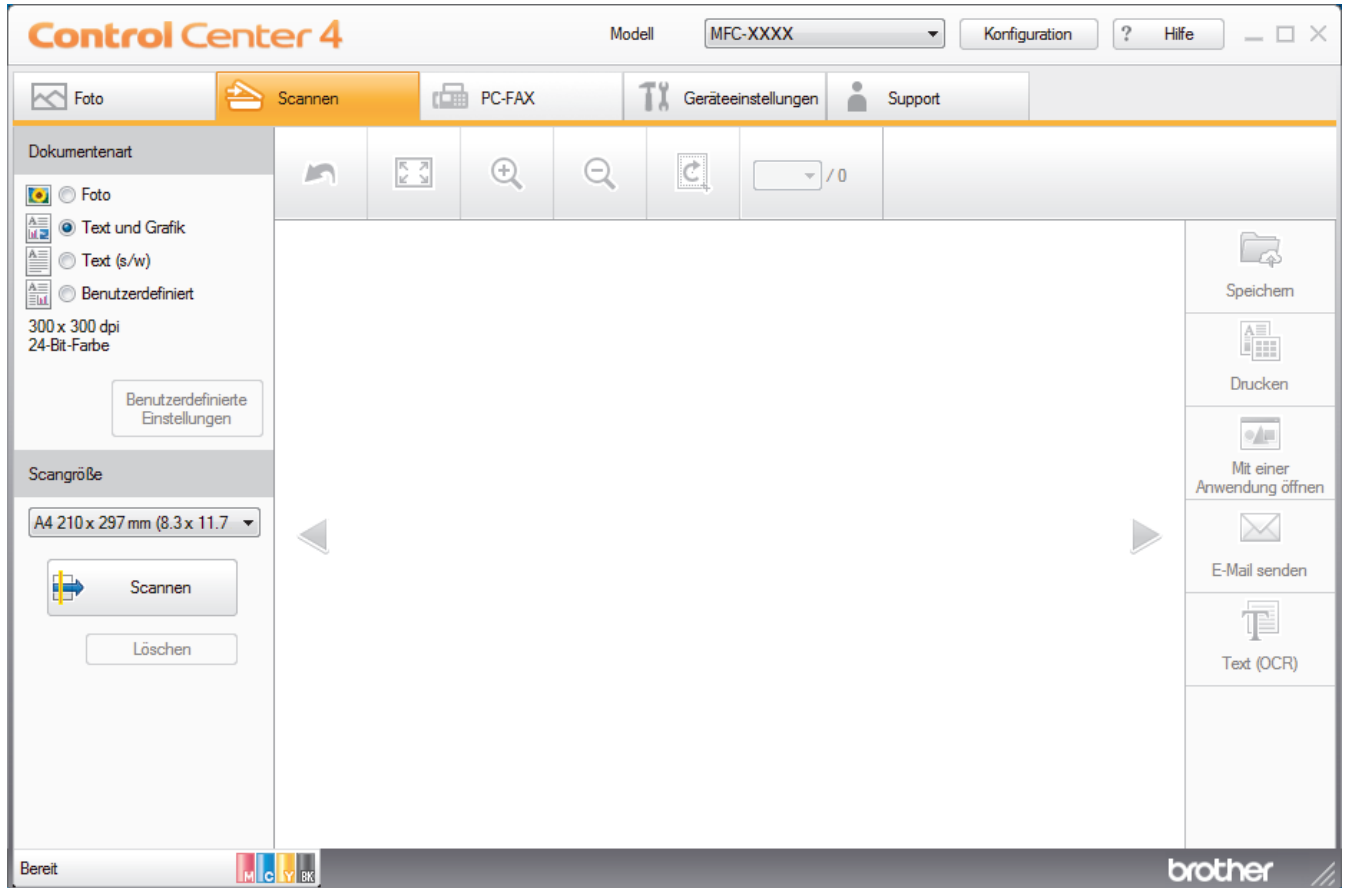 Control Center 4
Modell
MFC-XXXX
Konfiguration
? Hilfe
Foto
Scannen
PC-FAX
Geräteeinstellungen
Support
Dokumentenart
/ 0
Foto
Text und Grafik
Text (s/w)
Benutzerdefiniert
300 x 300 dpi
24-Bit-Farbe
Benutzerdefinierte
Einstellungen
Scangröße
A4 210 x 297 mm (8.3 x 11.7
Scannen
Löschen
Speichern
Drucken
Mit einer
Anwendung öffnen
E-Mail senden
Text (OCR)
Bereit
M C Y BK
brother